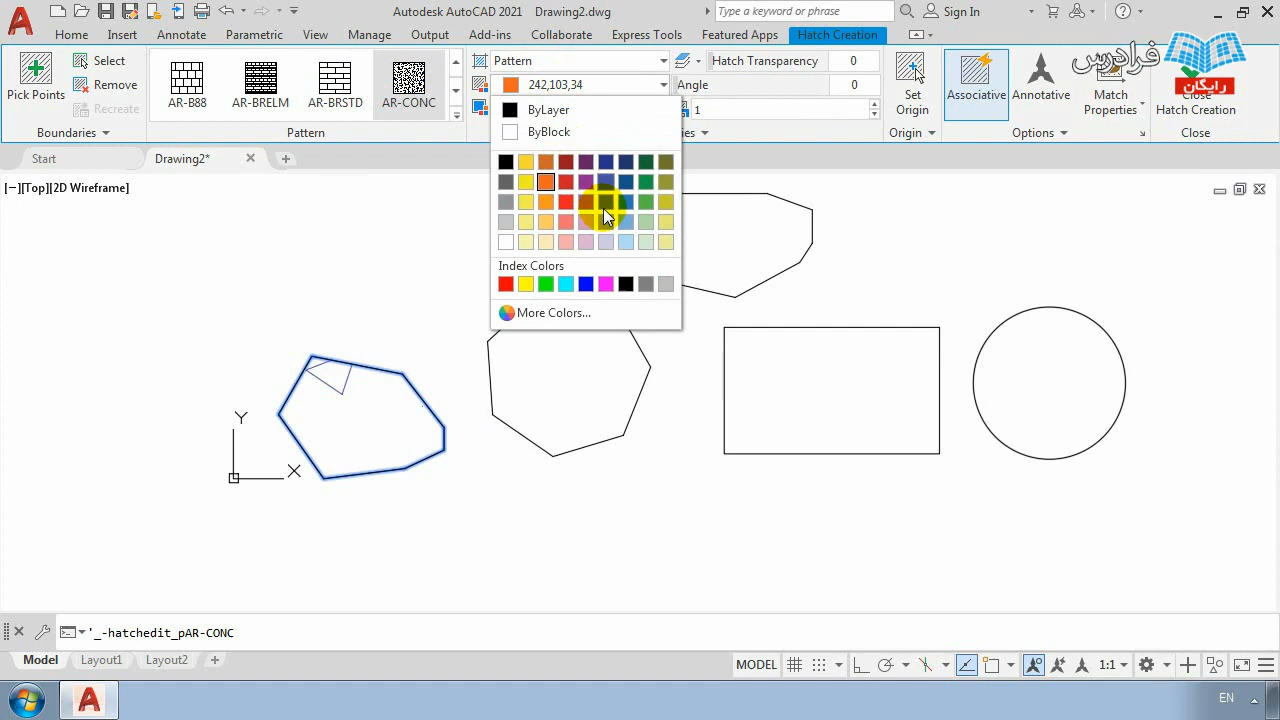 Autodesk AutoCAD 2021 Drawing2.dwg
Type a keyword or phrase
Sign In
Home Insert Annotate Parametric View Manage Output Add-ins Collaborate Express Tools Featured Apps Hatch Creation
فرادرس
رایگان
Pick Points
Select
Remove
Recreate
Boundaries
AR-B88
AR-BRELM
AR-BRSTD
AR-CONC
Pattern
Pattern
Hatch Transparency 0
242,103,34
Angle 0
1
Set Origin
Origin
Associative
Annotative
Match Properties
Options
Close
Hatch Creation
Close
ByLayer
ByBlock
Index Colors
More Colors...
Start
Drawing2*
[−][Top][2D Wireframe]
Y
X
'_-hatchedit _pAR-CONC
Model Layout1 Layout2
MODEL
1:1
EN